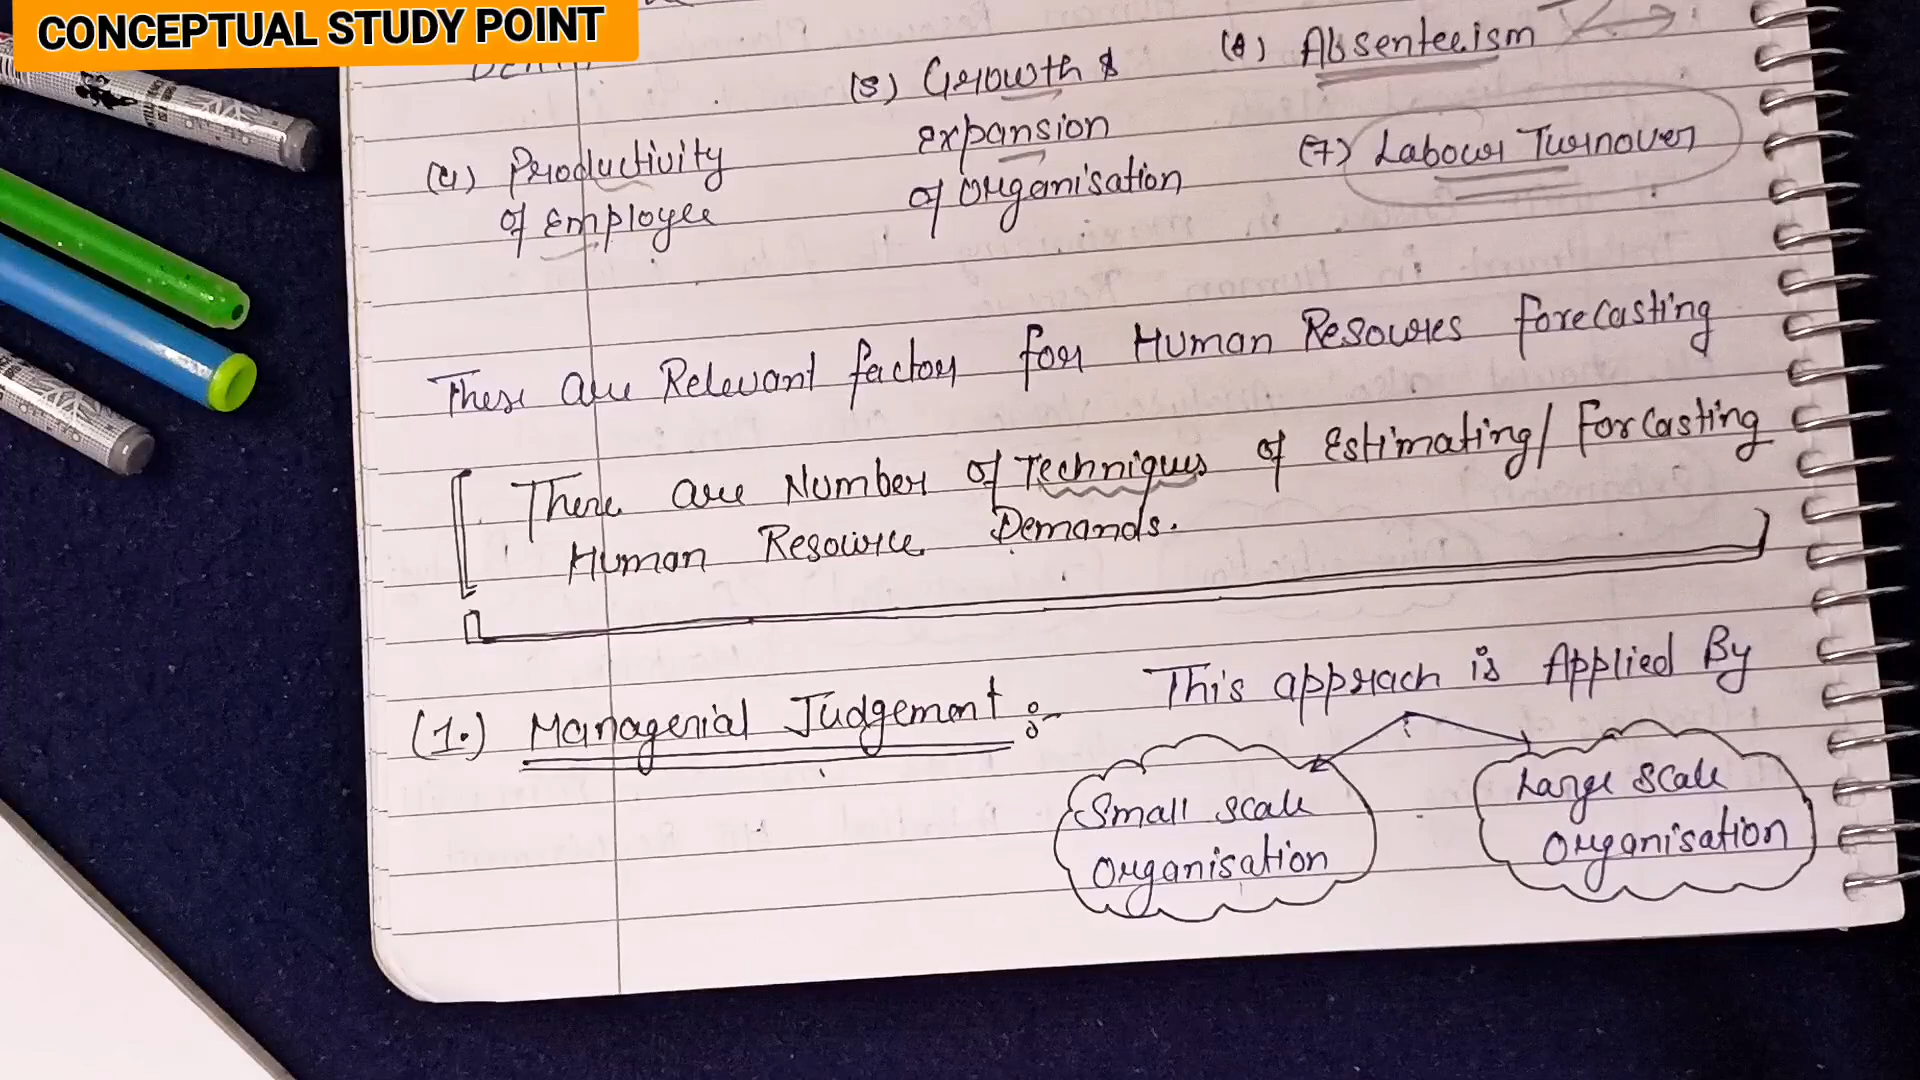 CONCEPTUAL STUDY POINT
(6) Absenteeism
(5) Growth &
expansion
of Organisation
(4) Productivity
of Employee
(7) Labour Turnover
These are Relevant factor for Human Resources forecasting
There are Number of Techniques of Estimating/ Forcasting
Human Resource Demands.
(1.) Managerial Judgement :- This approach is Applied By
Small scale
Organisation
Large Scale
Organisation